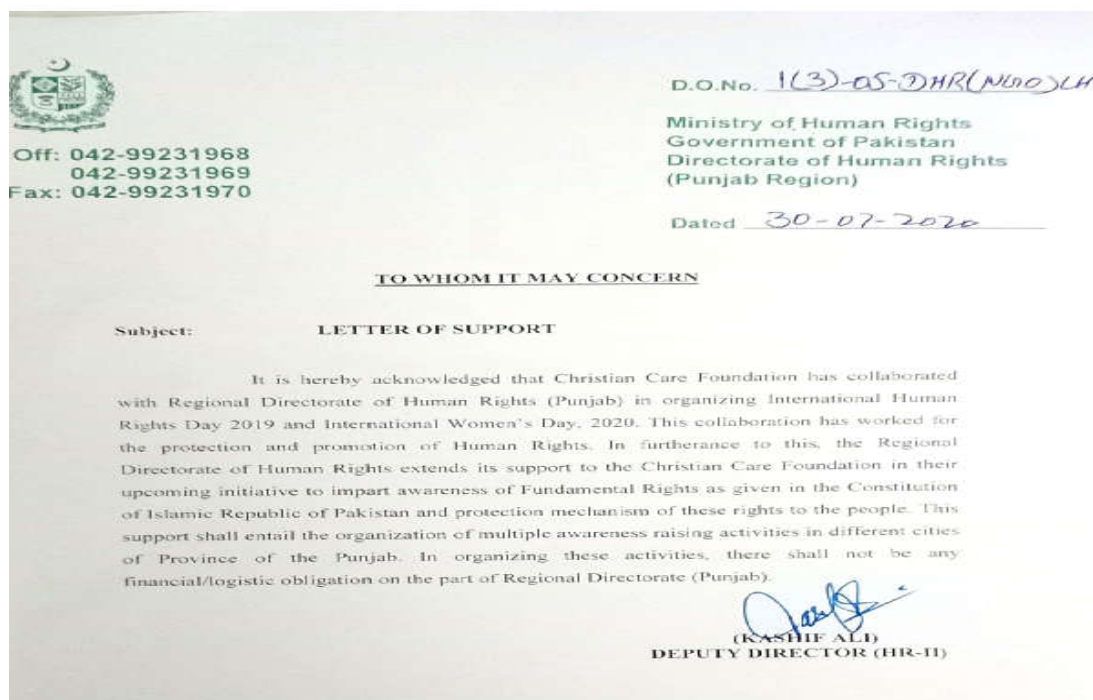 D.O.No. 1(3)-05-DHR(NGO)LH
Off: 042-99231968
042-99231969
Fax: 042-99231970
Ministry of Human Rights
Government of Pakistan
Directorate of Human Rights
(Punjab Region)
Dated 30-07-2020
TO WHOM IT MAY CONCERN
Subject: LETTER OF SUPPORT
It is hereby acknowledged that Christian Care Foundation has collaborated
with Regional Directorate of Human Rights (Punjab) in organizing International Human
Rights Day 2019 and International Women's Day, 2020. This collaboration has worked for
the protection and promotion of Human Rights. In furtherance to this, the Regional
Directorate of Human Rights extends its support to the Christian Care Foundation in their
upcoming initiative to impart awareness of Fundamental Rights as given in the Constitution
of Islamic Republic of Pakistan and protection mechanism of these rights to the people. This
support shall entail the organization of multiple awareness raising activities in different cities
of Province of the Punjab. In organizing these activities, there shall not be any
financial/logistic obligation on the part of Regional Directorate (Punjab).
(KASHIF ALI)
DEPUTY DIRECTOR (HR-II)